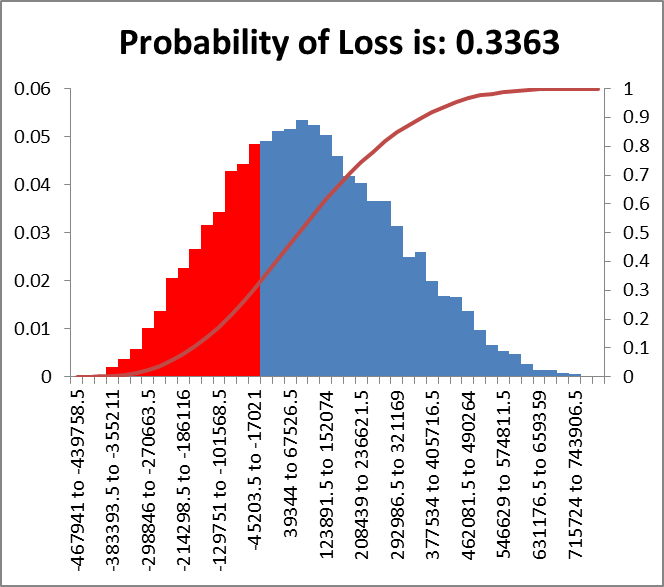 Probability of Loss is: 0.3363
0.06
0.05
0.04
0.03
0.02
0.01
0
1
0.9
0.8
0.7
0.6
0.5
0.4
0.3
0.2
0.1
0
-467941 to -439758.5
-383393.5 to -355211
-298846 to -270663.5
-214298.5 to -186116
-129751 to -101568.5
-45203.5 to -17021
39344 to 67526.5
123891.5 to 152074
208439 to 236621.5
292986.5 to 321169
377534 to 405716.5
462081.5 to 490264
546629 to 574811.5
631176.5 to 659359
715724 to 743906.5